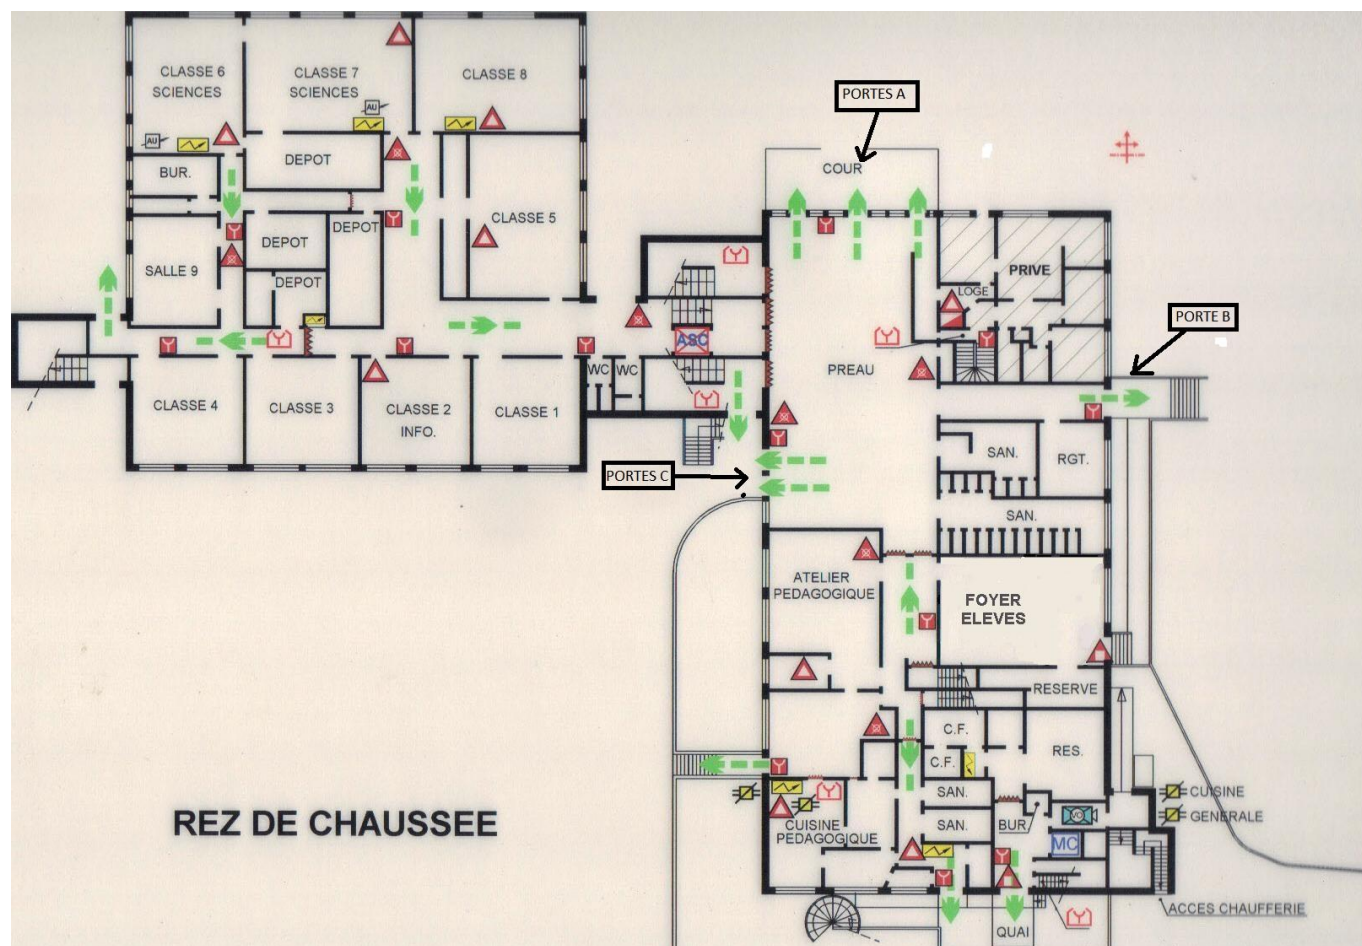 CLASSE 6
SCIENCES
CLASSE 7
SCIENCES
CLASSE 8
PORTES A
AU
AU
BUR.
DEPOT
COUR
CLASSE 5
DEPOT
DEPOT
SALLE 9
DEPOT
PRIVE
LOGE
PORTE B
ASC
WC
WC
PREAU
CLASSE 4
CLASSE 3
CLASSE 2
INFO.
CLASSE 1
SAN.
RGT.
PORTES C
SAN.
ATELIER
PEDAGOGIQUE
FOYER
ELEVES
RESERVE
C.F.
C.F.
RES.
SAN.
CUISINE
GENERALE
REZ DE CHAUSSEE
CUISINE
PEDAGOGIQUE
SAN.
BUR
VO
MC
ACCES CHAUFFERIE
QUAI